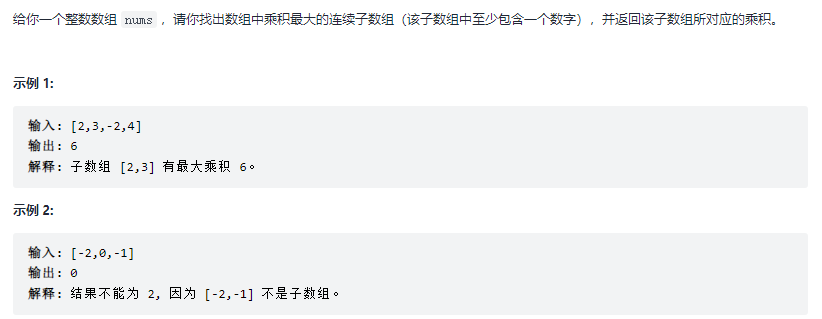 给你一个整数数组 nums ，请你找出数组中乘积最大的连续子数组（该子数组中至少包含一个数字），并返回该子数组所对应的乘积。
示例 1:
输入: [2,3,-2,4]
输出: 6
解释: 子数组 [2,3] 有最大乘积 6。
示例 2:
输入: [-2,0,-1]
输出: 0
解释: 结果不能为 2, 因为 [-2,-1] 不是子数组。